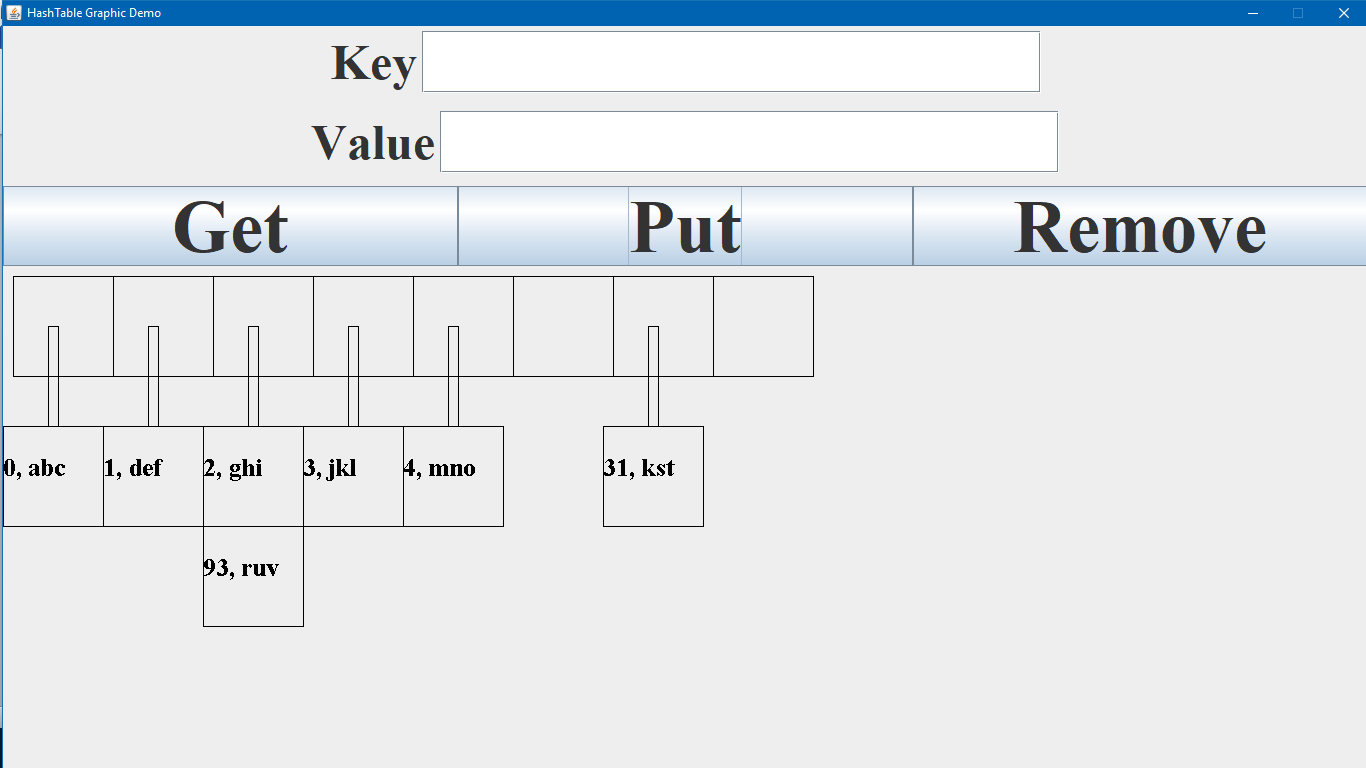 HashTable Graphic Demo
Key
Value
Get Put Remove
0, abc 1, def 2, ghi 3, jkl 4, mno 31, kst
93, ruv